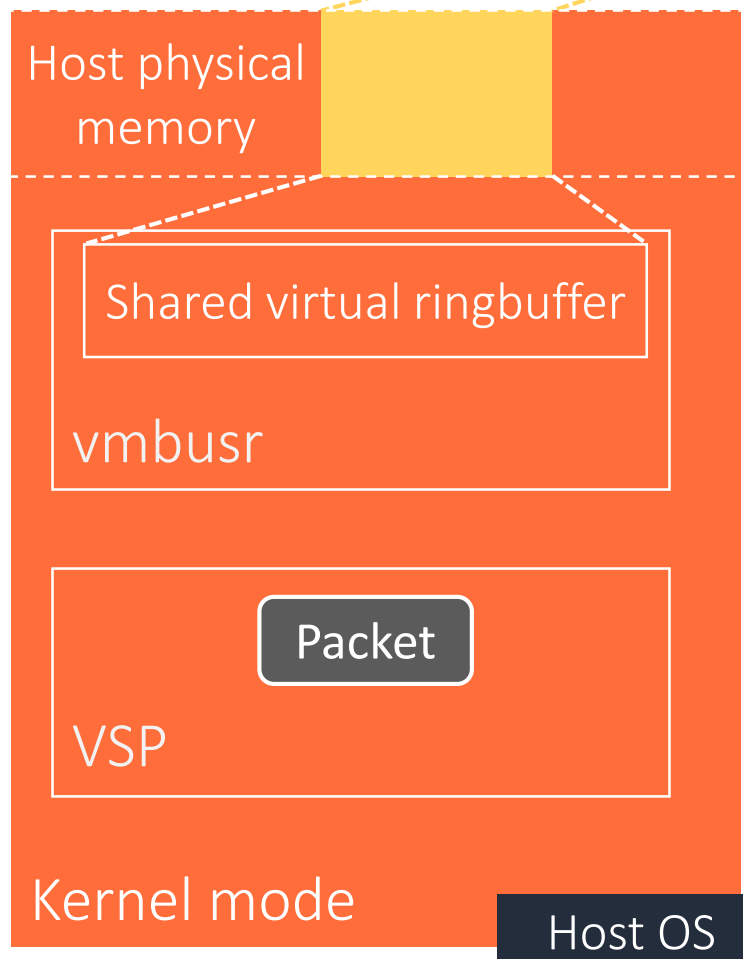 Host physical
memory
Shared virtual ringbuffer
vmbusr
Packet
VSP
Kernel mode
Host OS